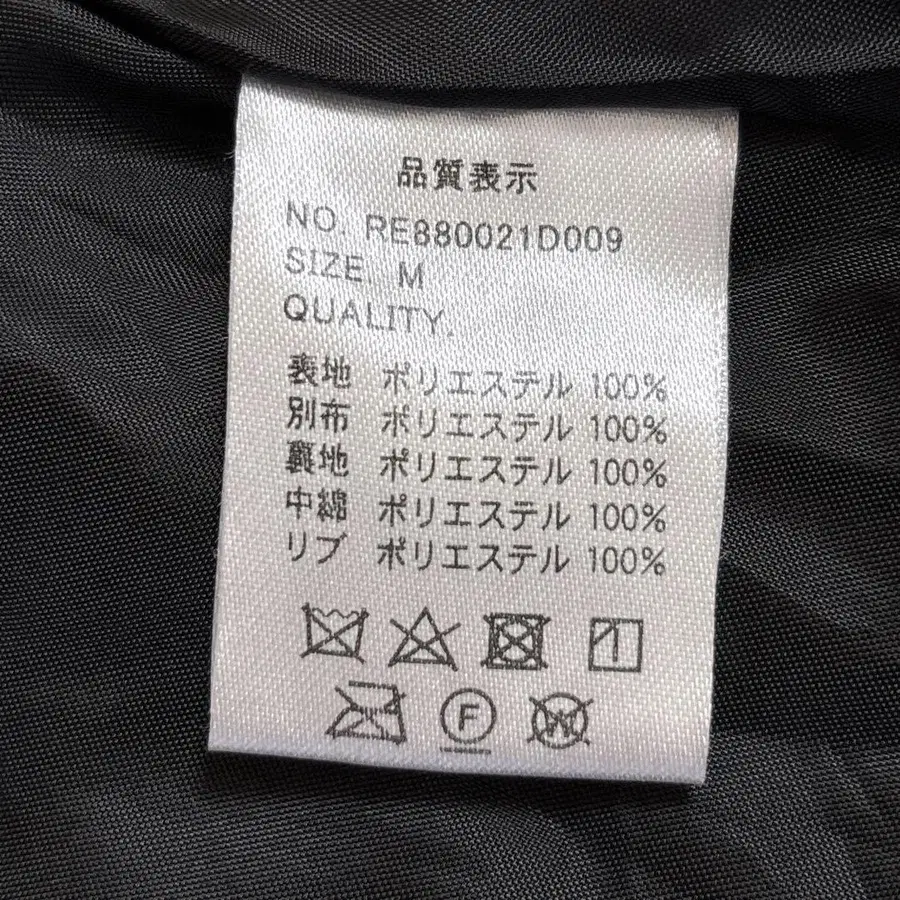 品質表示
NO. RE880021D009
SIZE. M
QUALITY.
表地 ポリエステル 100%
別布 ポリエステル 100%
裏地 ポリエステル 100%
中綿 ポリエステル 100%
リブ ポリエステル 100%
F W